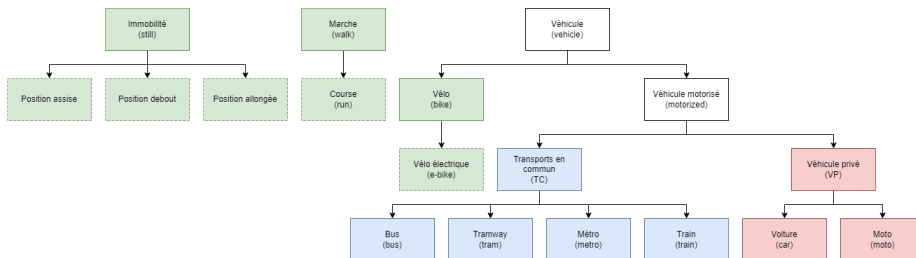 Immobilité
(still)
Marche
(walk)
Véhicule
(vehicle)
Position assise
Position debout
Position allongée
Course
(run)
Vélo
(bike)
Véhicule motorisé
(motorized)
Vélo électrique
(e-bike)
Transports en
commun
(TC)
Véhicule privé
(VP)
Bus
(bus)
Tramway
(tram)
Métro
(metro)
Train
(train)
Voiture
(car)
Moto
(moto)